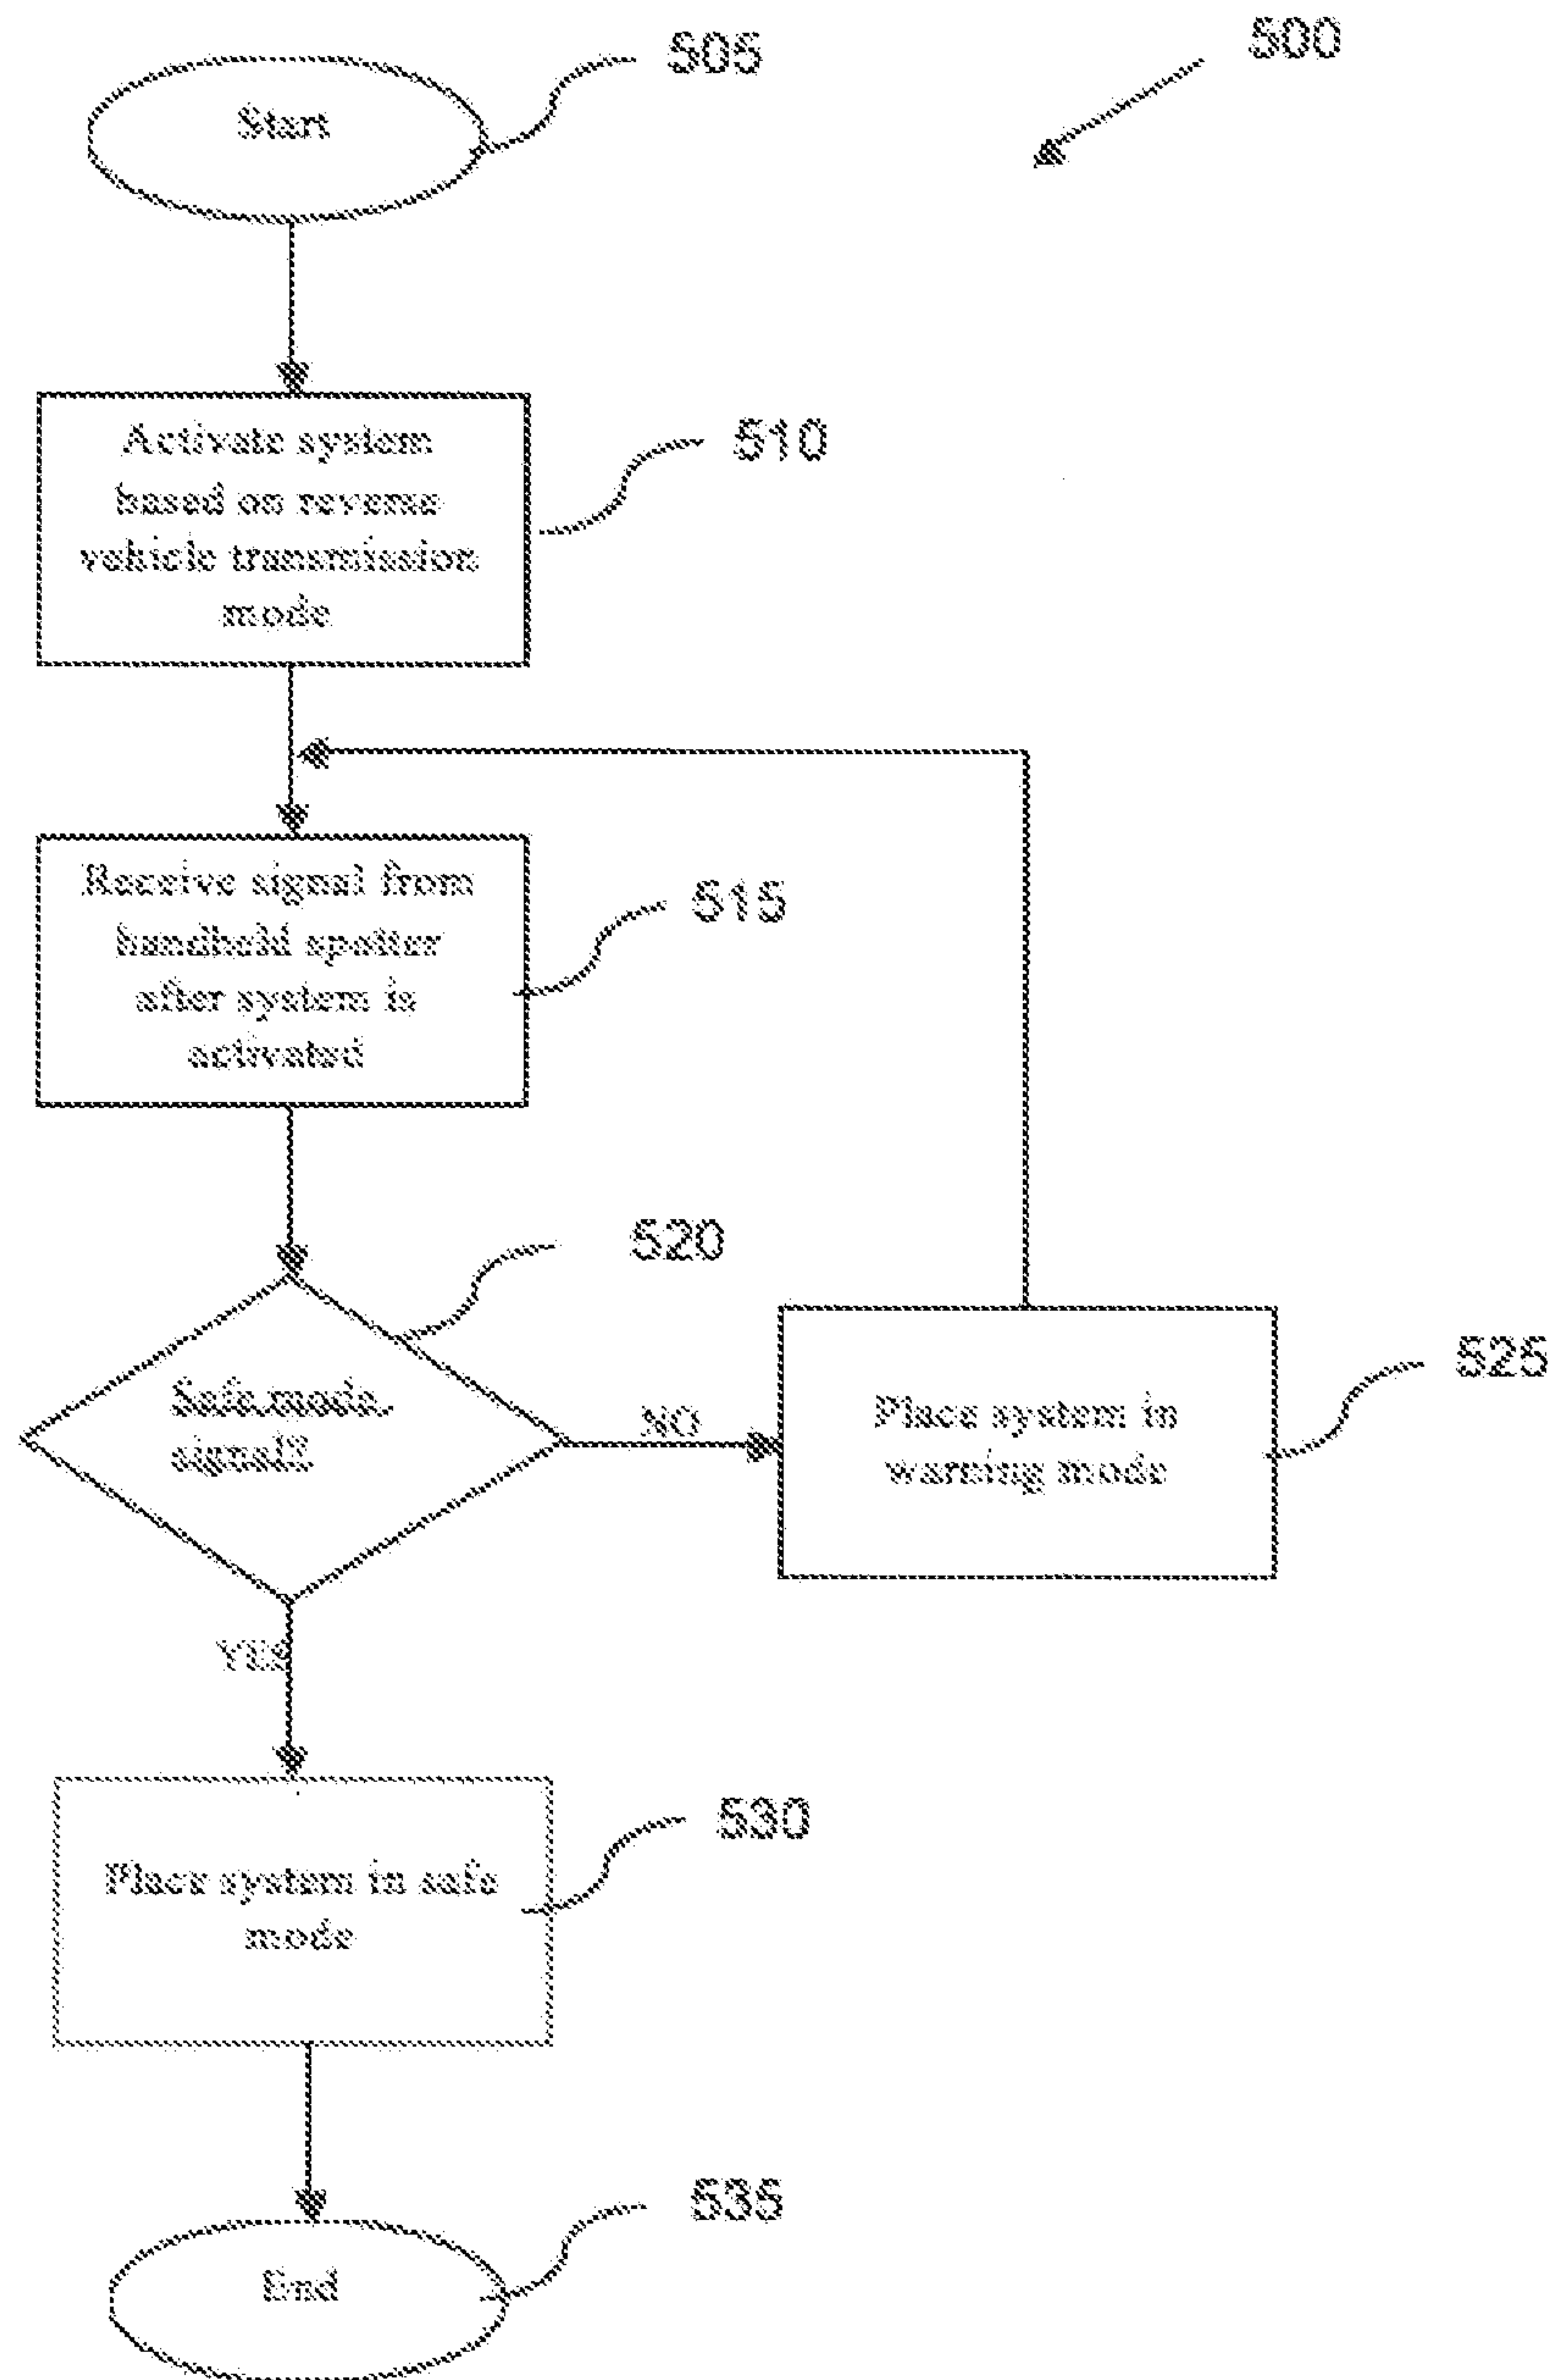 500
505
Start
510
Activate system
based on reverse
vehicle transmission
mode
515
Receive signal from
handheld spotter
after system is
activated
520
Safe mode
signal?
NO
525
Place system in
warning mode
YES
530
Place system in safe
mode
535
End